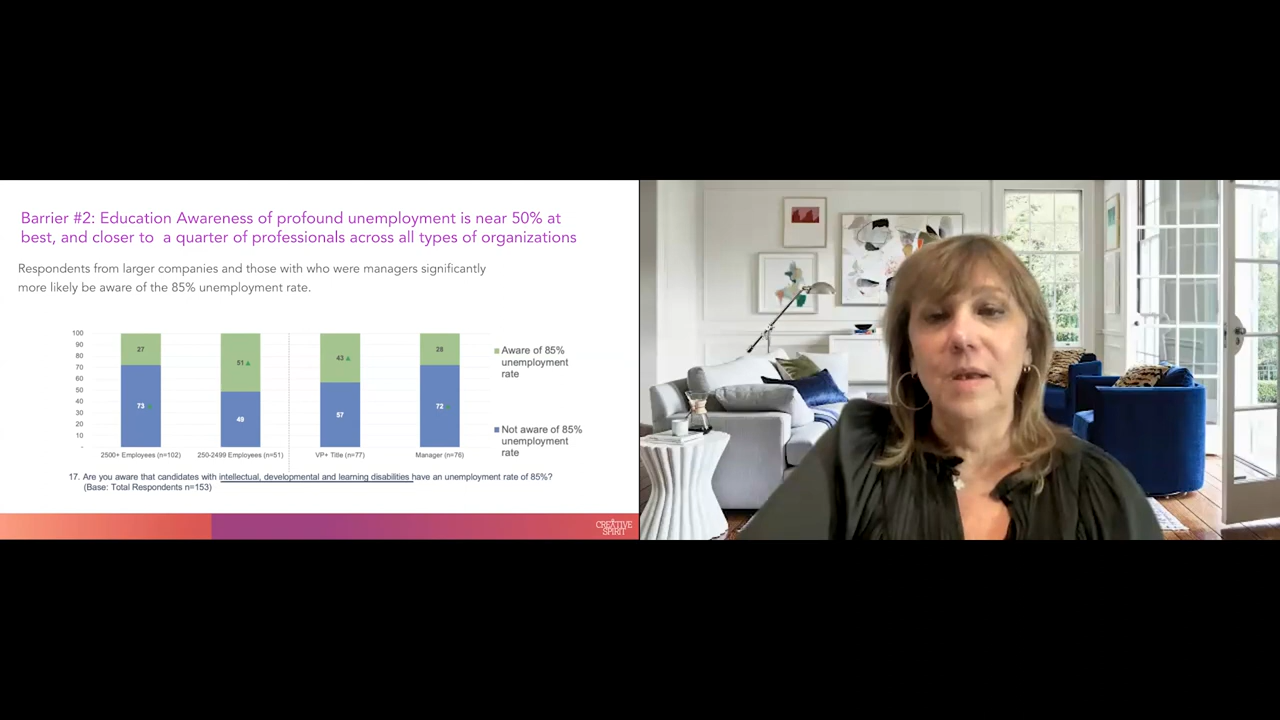 Barrier #2: Education Awareness of profound unemployment is near 50% at
best, and closer to a quarter of professionals across all types of organizations
Respondents from larger companies and those with who were managers significantly
more likely be aware of the 85% unemployment rate.
100
90
80
70
60
50
40
30
20
10
-
27
51
43
28
73
49
57
72
2500+ Employees (n=102)
250-2499 Employees (n=51)
VP+ Title (n=77)
Manager (n=76)
Aware of 85%
unemployment
rate
Not aware of 85%
unemployment
rate
17. Are you aware that candidates with intellectual, developmental and learning disabilities have an unemployment rate of 85%?
(Base: Total Respondents n=153)
CREATIVE
SPIRIT